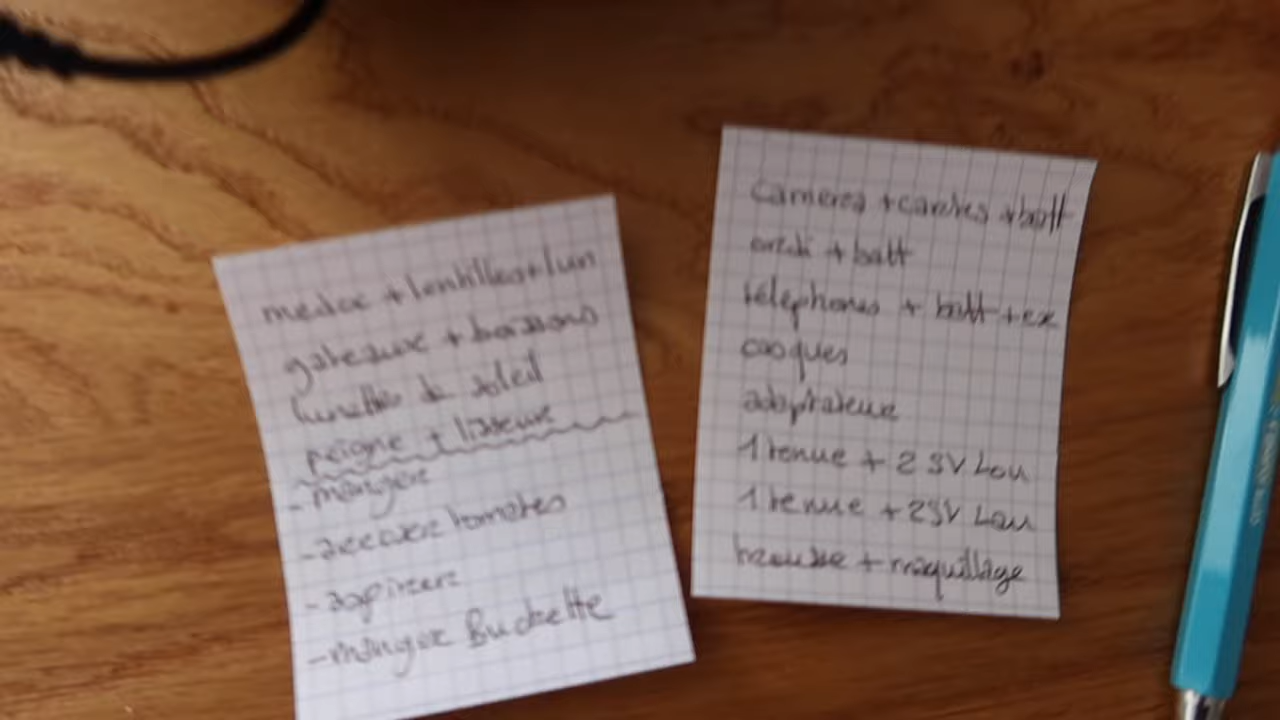 medoc + lentilles + lun
gateaux + boissons
lunettes de soleil
peigne + lisseur
- manger
- arroser tomates
- aspirer
- manger Buchette
Camera + cartes + batt
ordi + batt
téléphones + batt + ex
casques
adaptateur
1 tenue + 2 SV Lou
1 tenue + 2 SV Lau
trousse + maquillage